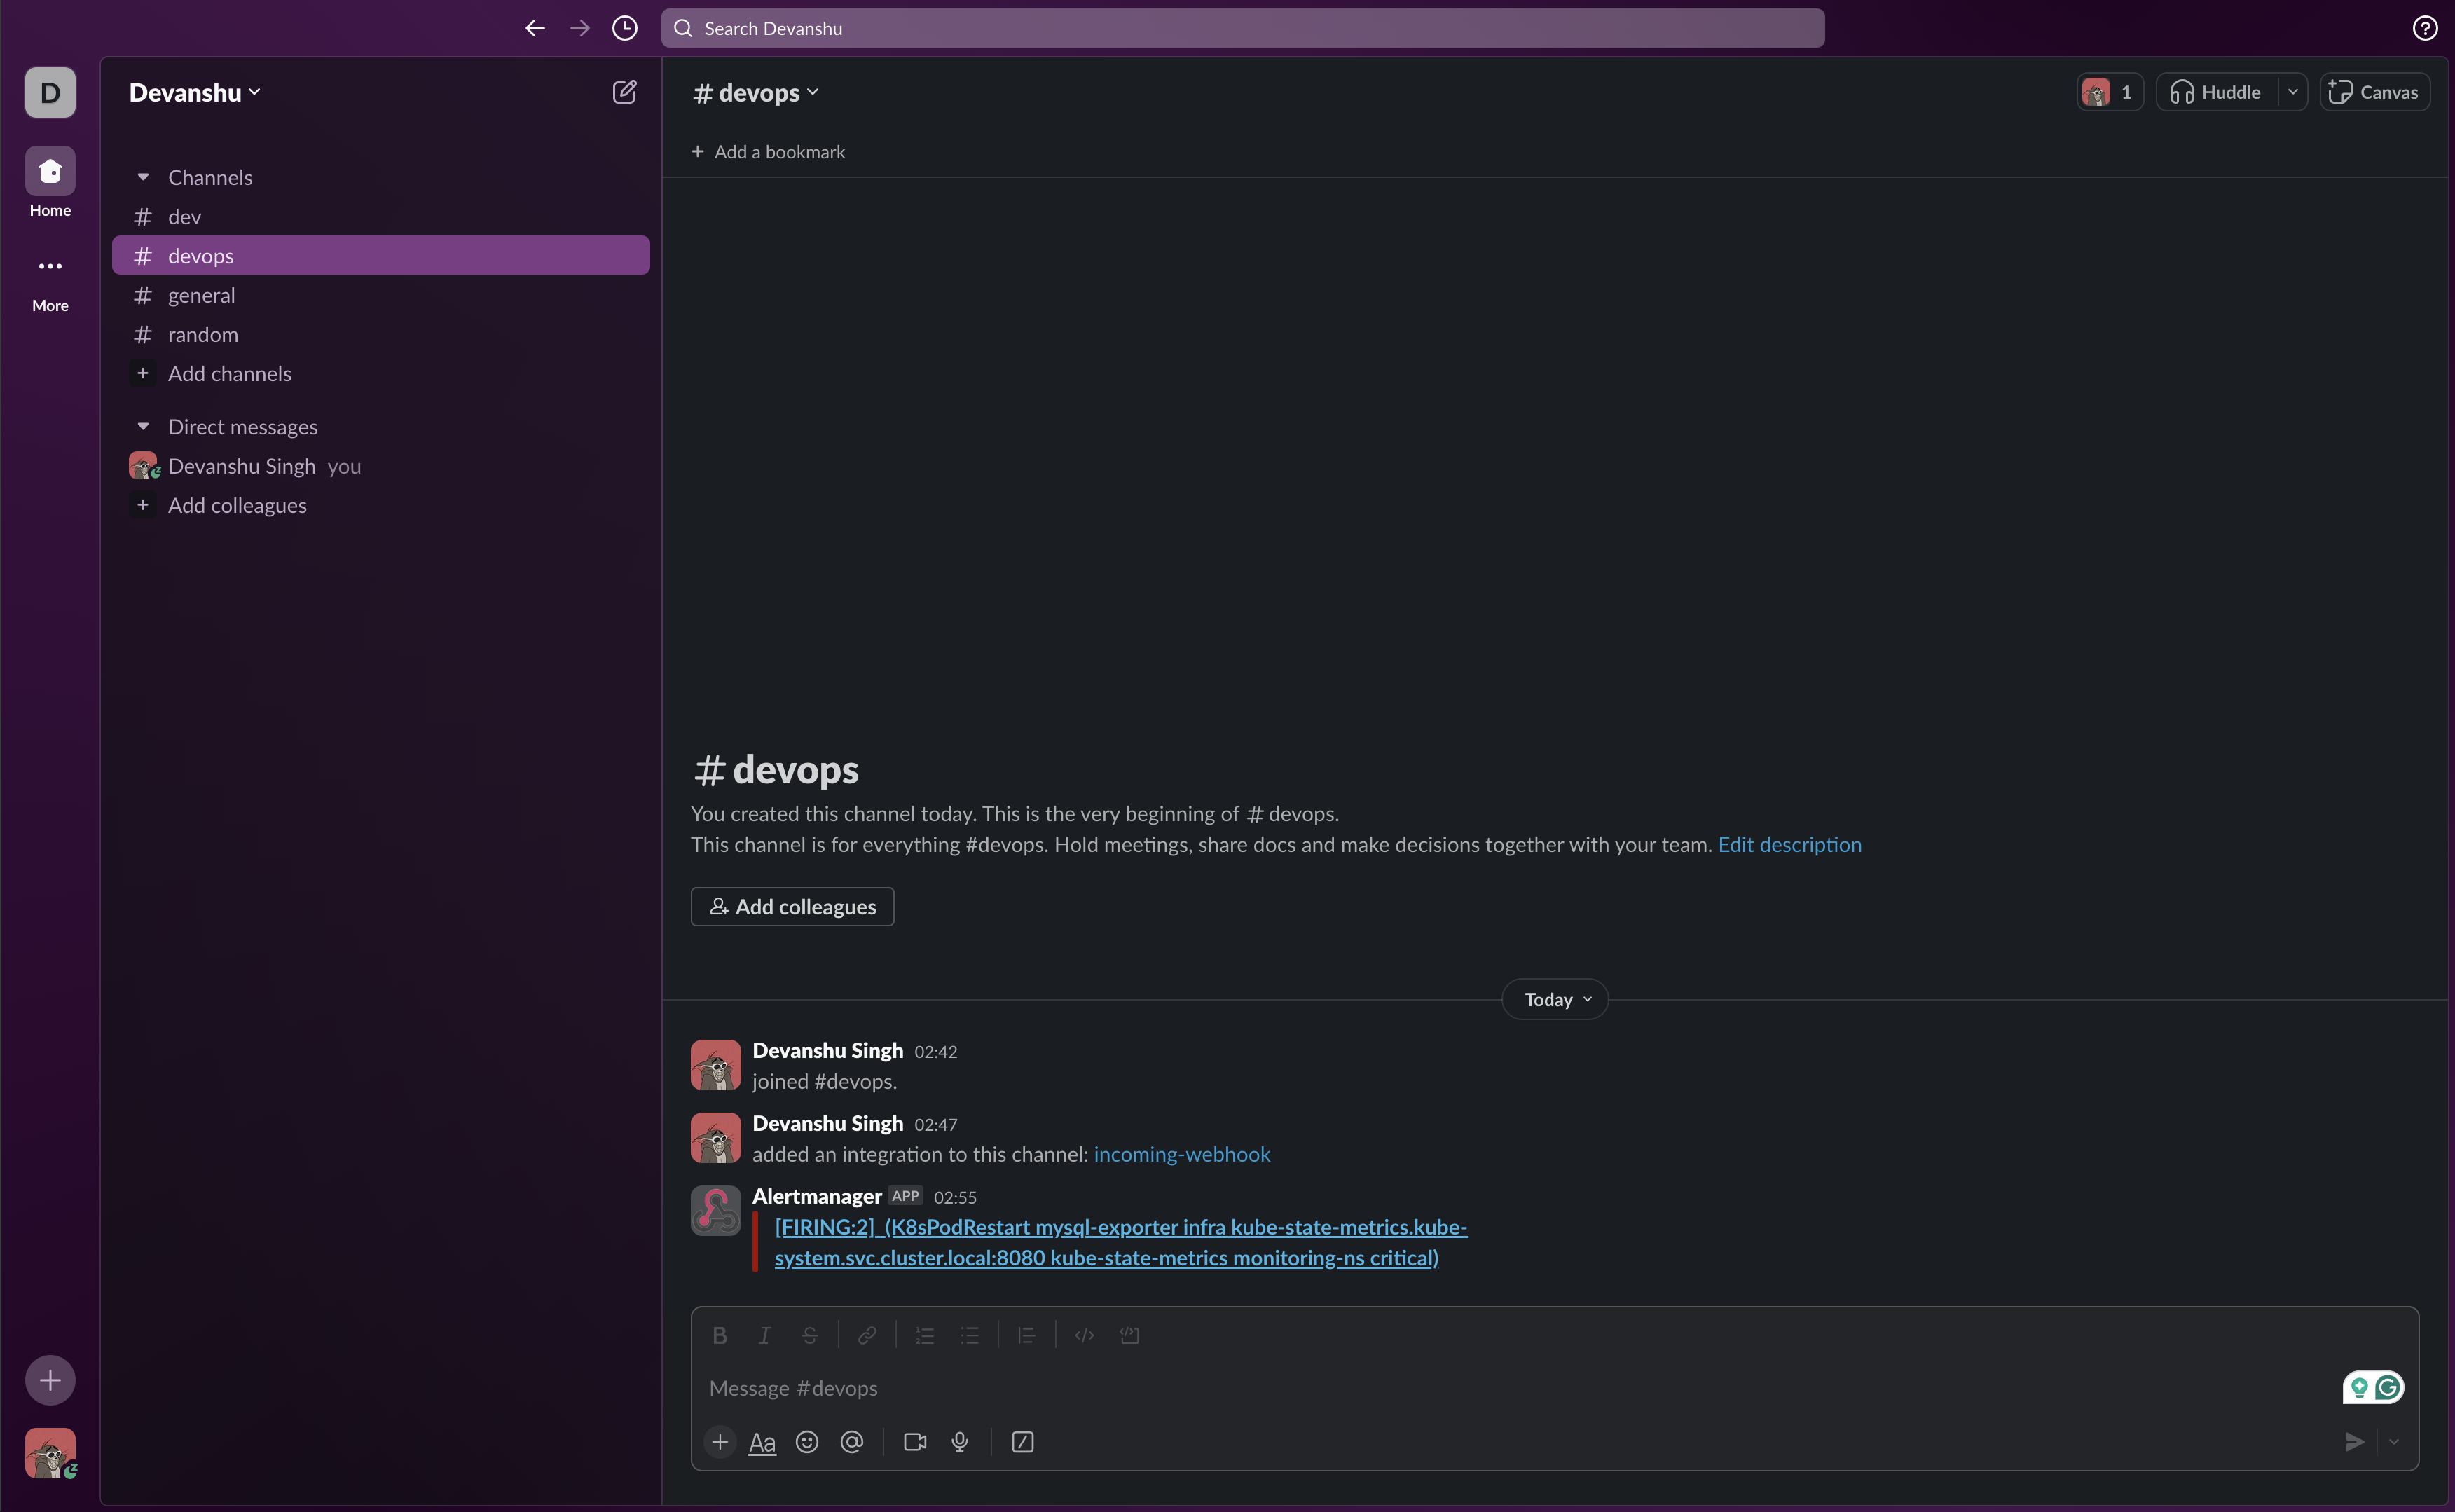 Search Devanshu
D
Home
More
Devanshu
Channels
# dev
# devops
# general
# random
+ Add channels
Direct messages
Devanshu Singh you
+ Add colleagues
# devops
1
Huddle
Canvas
+ Add a bookmark
# devops
You created this channel today. This is the very beginning of # devops.
This channel is for everything #devops. Hold meetings, share docs and make decisions together with your team. Edit description
Add colleagues
Today
Devanshu Singh 02:42
joined #devops.
Devanshu Singh 02:47
added an integration to this channel: incoming-webhook
Alertmanager APP 02:55
[FIRING:2] (K8sPodRestart mysql-exporter infra kube-state-metrics.kube-
system.svc.cluster.local:8080 kube-state-metrics monitoring-ns critical)
B I S
Message #devops
+ Aa @